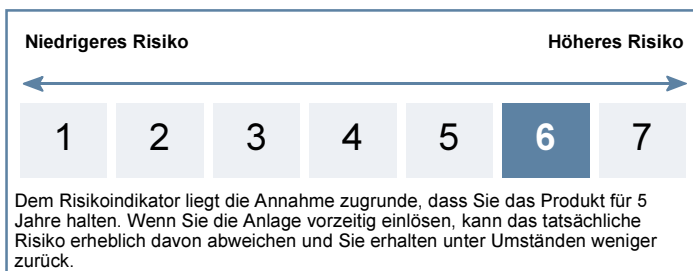 Niedrigeres Risiko Höheres Risiko
1 2 3 4 5 6 7
Dem Risikoindikator liegt die Annahme zugrunde, dass Sie das Produkt für 5
Jahre halten. Wenn Sie die Anlage vorzeitig einlösen, kann das tatsächliche
Risiko erheblich davon abweichen und Sie erhalten unter Umständen weniger
zurück.